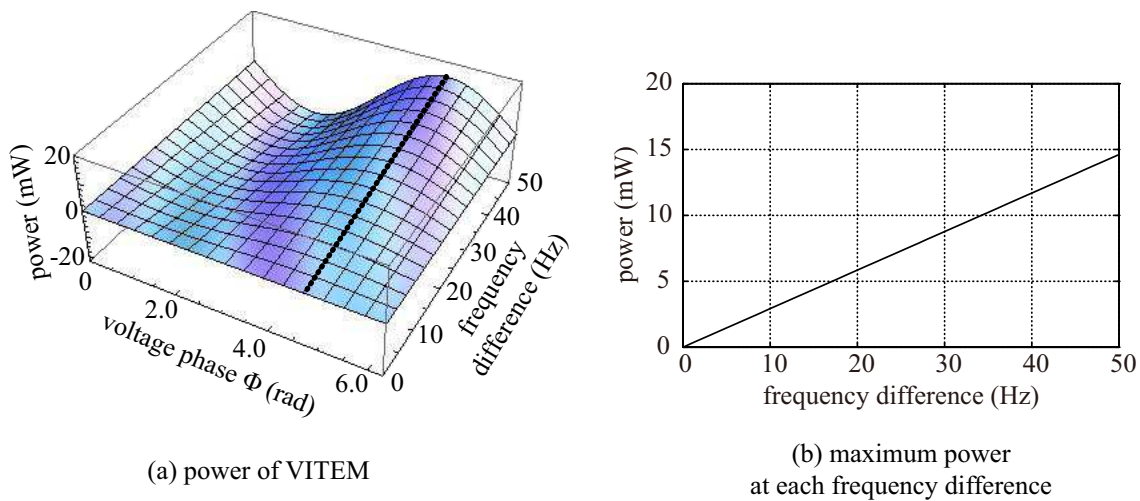 20
0
-20
power (mW)
0
2.0
4.0
6.0
voltage phase Φ (rad)
0
10
20
30
40
50
frequency
difference (Hz)
(a) power of VITEM
20
15
10
5
0
power (mW)
0 10 20 30 40 50
frequency difference (Hz)
(b) maximum power
at each frequency difference